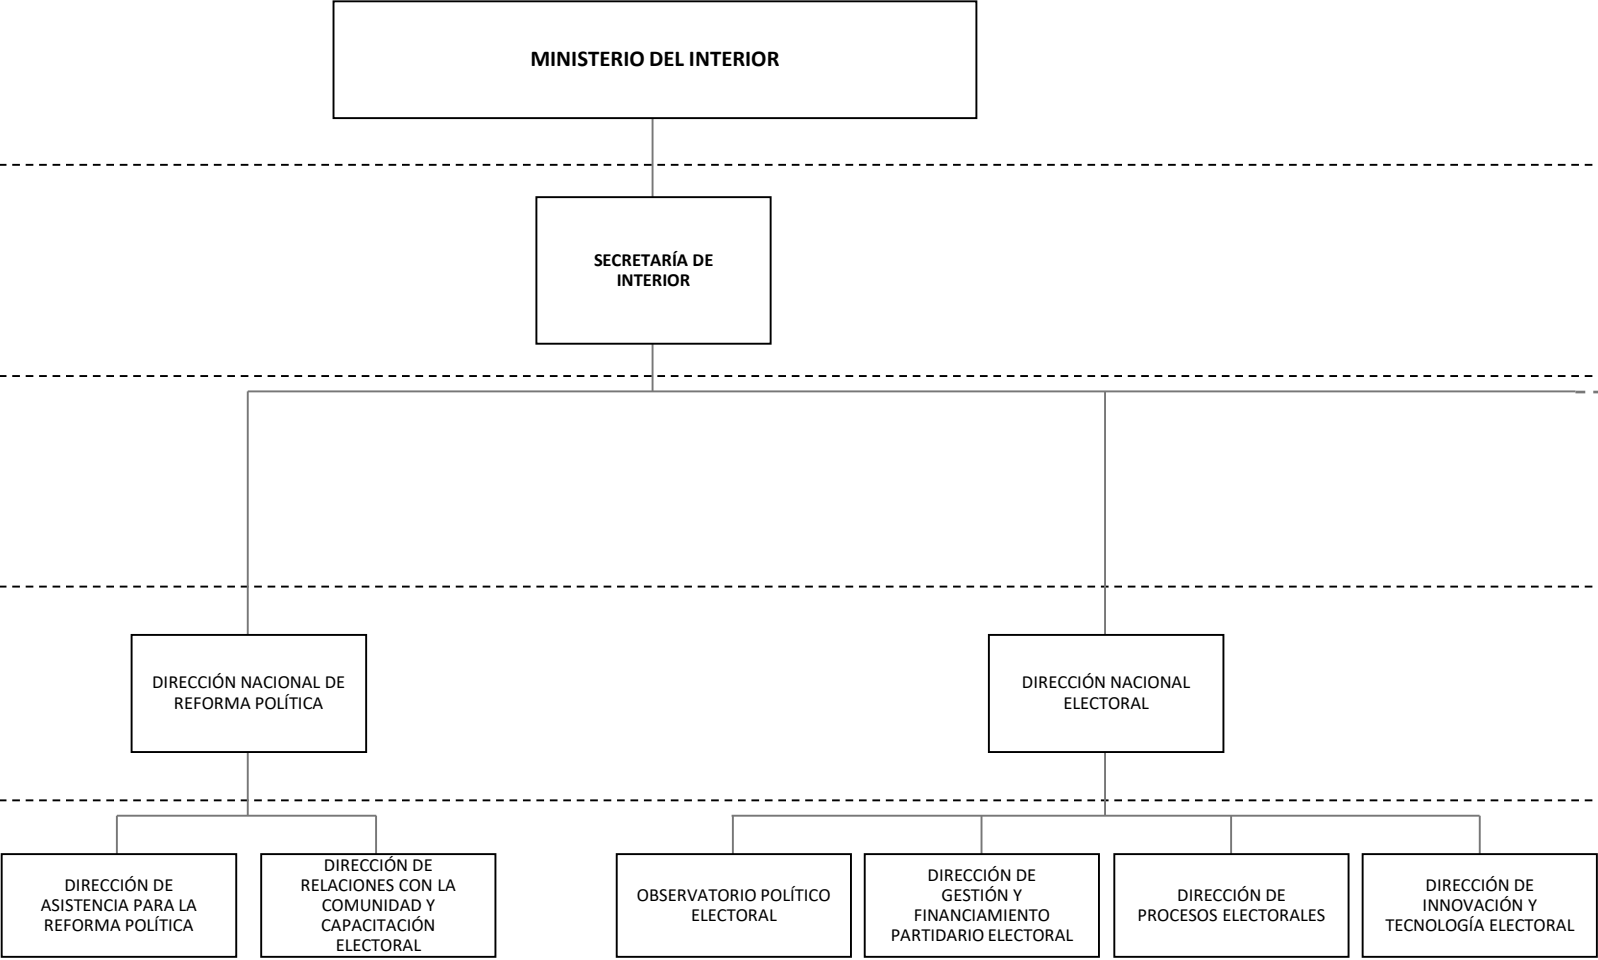 MINISTERIO DEL INTERIOR
SECRETARÍA DE
INTERIOR
DIRECCIÓN NACIONAL DE
REFORMA POLÍTICA
DIRECCIÓN NACIONAL
ELECTORAL
DIRECCIÓN DE
ASISTENCIA PARA LA
REFORMA POLÍTICA
DIRECCIÓN DE
RELACIONES CON LA
COMUNIDAD Y
CAPACITACIÓN
ELECTORAL
OBSERVATORIO POLÍTICO
ELECTORAL
DIRECCIÓN DE
GESTIÓN Y
FINANCIAMIENTO
PARTIDARIO ELECTORAL
DIRECCIÓN DE
PROCESOS ELECTORALES
DIRECCIÓN DE
INNOVACIÓN Y
TECNOLOGÍA ELECTORAL